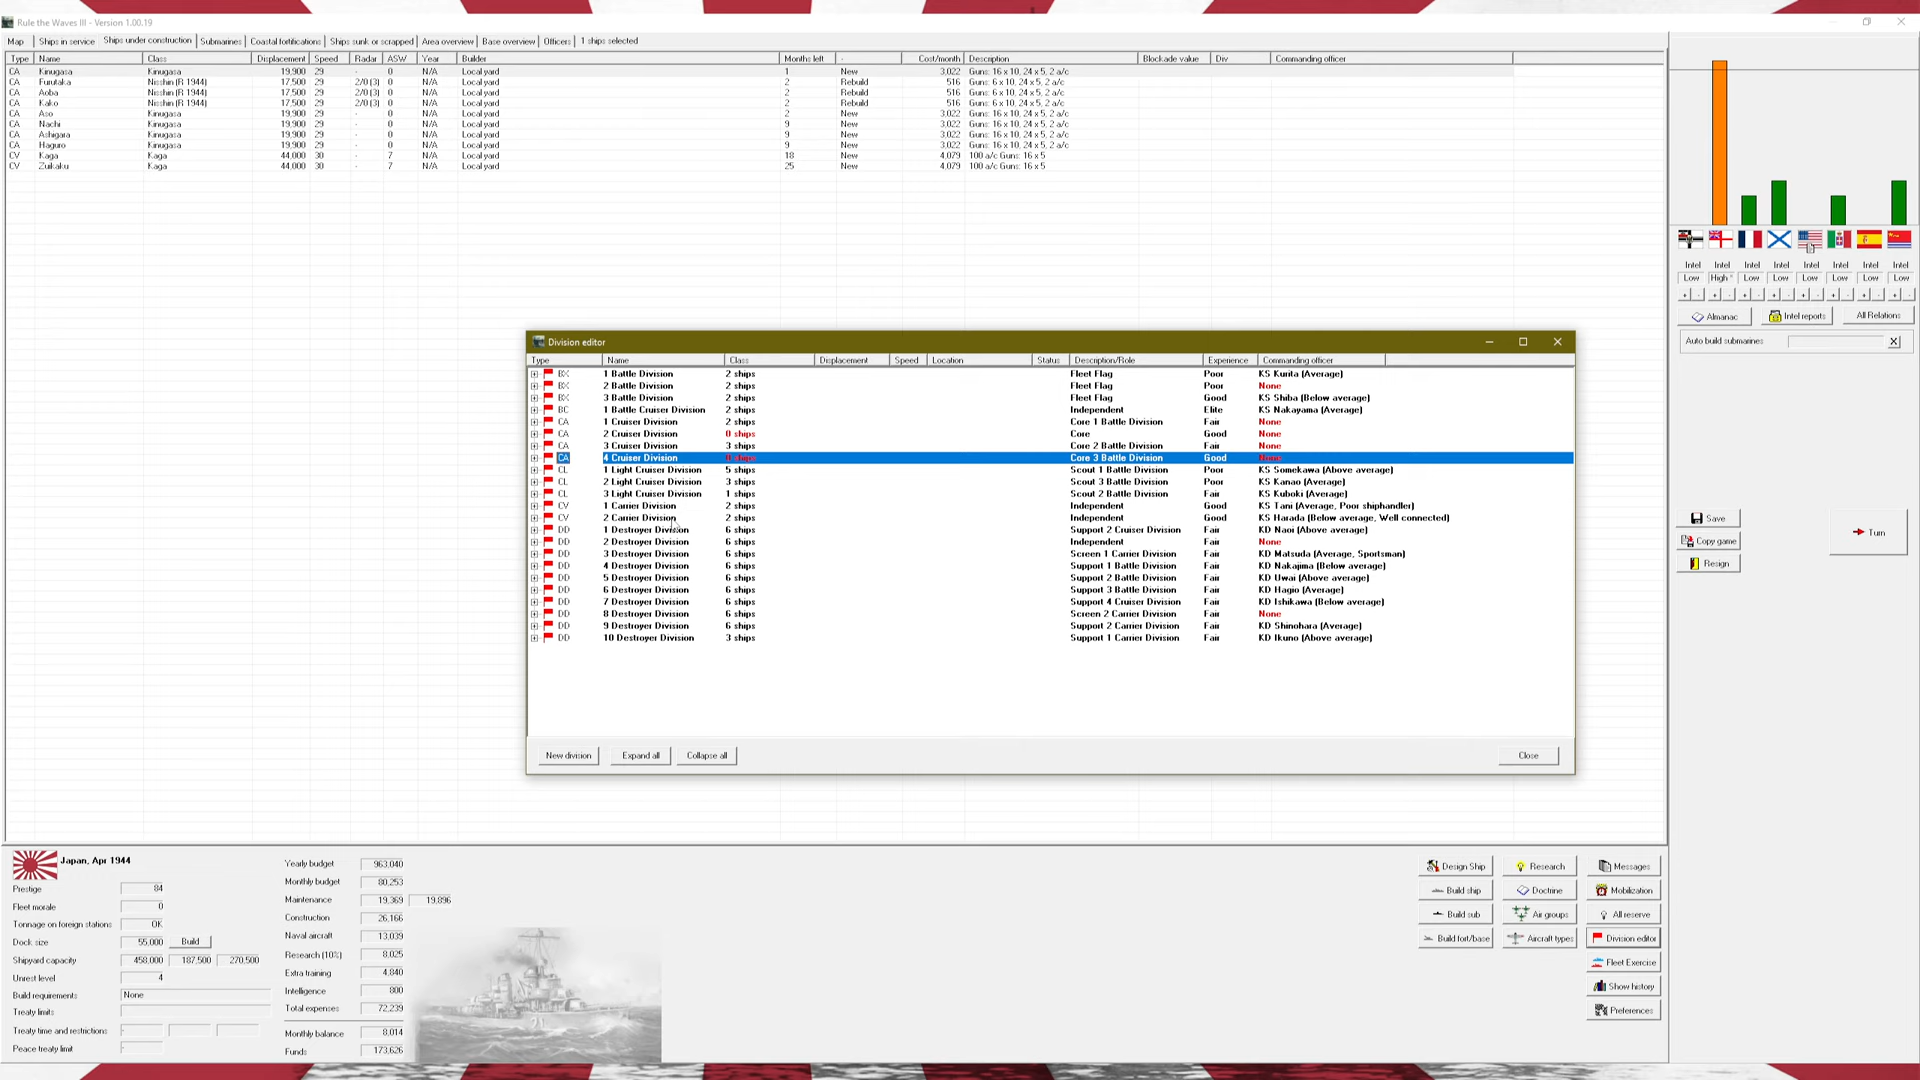 Rule the Waves III - Version 1.00.19
Map Ships in service Ships under construction Submarines Coastal fortifications Ships sunk or scrapped Area overview Base overview Officers 1 ships selected
Type Name Class Displacement Speed Radar ASW Year Builder Months left - Cost/month Description Blockade value Div Commanding officer
CA Kinugasa Kinugasa 19,900 29 - 0 N/A Local yard 1 New 3,022 Guns: 16 x 10, 24 x 5, 2 a/c
CA Furutaka Nisshin (R 1944) 17,500 29 2/0 (3) 0 N/A Local yard 2 Rebuild 516 Guns: 6 x 10, 24 x 5, 2 a/c
CA Aoba Nisshin (R 1944) 17,500 29 2/0 (3) 0 N/A Local yard 2 Rebuild 516 Guns: 6 x 10, 24 x 5, 2 a/c
CA Kako Nisshin (R 1944) 17,500 29 2/0 (3) 0 N/A Local yard 2 Rebuild 516 Guns: 6 x 10, 24 x 5, 2 a/c
CA Aso Kinugasa 19,900 29 - 0 N/A Local yard 2 New 3,022 Guns: 16 x 10, 24 x 5, 2 a/c
CA Nachi Kinugasa 19,900 29 - 0 N/A Local yard 9 New 3,022 Guns: 16 x 10, 24 x 5, 2 a/c
CA Ashigara Kinugasa 19,900 29 - 0 N/A Local yard 9 New 3,022 Guns: 16 x 10, 24 x 5, 2 a/c
CA Haguro Kinugasa 19,900 29 - 0 N/A Local yard 9 New 3,022 Guns: 16 x 10, 24 x 5, 2 a/c
CV Kaga Kaga 44,000 30 - 7 N/A Local yard 18 New 4,079 100 a/c Guns: 16 x 5
CV Zuikaku Kaga 44,000 30 - 7 N/A Local yard 25 New 4,079 100 a/c Guns: 16 x 5
Intel Intel Intel Intel Intel Intel Intel Intel
Low High Low Low Low Low Low Low
+ - + - + - + - + - + - + - + -
Almanac Intel reports All Relations
Auto build submarines X
Save
Copy game
Resign
Turn
Division editor
Type Name Class Displacement Speed Location Status Description/Role Experience Commanding officer
BX 1 Battle Division 2 ships Fleet Flag Poor KS Kurita (Average)
BX 2 Battle Division 2 ships Fleet Flag Poor None
BX 3 Battle Division 2 ships Fleet Flag Good KS Shiba (Below average)
BC 1 Battle Cruiser Division 2 ships Independent Elite KS Nakayama (Average)
CA 1 Cruiser Division 2 ships Core 1 Battle Division Fair None
CA 2 Cruiser Division 0 ships Core Good None
CA 3 Cruiser Division 3 ships Core 2 Battle Division Fair None
CA 4 Cruiser Division 0 ships Core 3 Battle Division Good None
CL 1 Light Cruiser Division 5 ships Scout 1 Battle Division Poor KS Somekawa (Above average)
CL 2 Light Cruiser Division 3 ships Scout 3 Battle Division Poor KS Kanao (Average)
CL 3 Light Cruiser Division 1 ships Scout 2 Battle Division Fair KS Kuboki (Average)
CV 1 Carrier Division 2 ships Independent Good KS Tani (Average, Poor shiphandler)
CV 2 Carrier Division 2 ships Independent Good KS Harada (Below average, Well connected)
DD 1 Destroyer Division 6 ships Support 2 Cruiser Division Fair KD Naoi (Above average)
DD 2 Destroyer Division 6 ships Independent Fair None
DD 3 Destroyer Division 6 ships Screen 1 Carrier Division Fair KD Matsuda (Average, Sportsman)
DD 4 Destroyer Division 6 ships Support 1 Battle Division Fair KD Nakajima (Below average)
DD 5 Destroyer Division 6 ships Support 2 Battle Division Fair KD Uwai (Above average)
DD 6 Destroyer Division 6 ships Support 3 Battle Division Fair KD Hagio (Average)
DD 7 Destroyer Division 6 ships Support 4 Cruiser Division Fair KD Ishikawa (Below average)
DD 8 Destroyer Division 6 ships Screen 2 Carrier Division Fair None
DD 9 Destroyer Division 6 ships Support 2 Carrier Division Fair KD Shinohara (Average)
DD 10 Destroyer Division 3 ships Support 1 Carrier Division Fair KD Ikuno (Above average)
New division Expand all Collapse all Close
Japan, Apr 1944
Prestige 84
Fleet morale 0
Tonnage on foreign stations OK
Dock size 55,000 Build
Shipyard capacity 458,000 187,500 270,500
Unrest level 4
Build requirements None
Treaty limits
Treaty time and restrictions - 
Peace treaty limit -
Yearly budget 963,040
Monthly budget 80,253
Maintenance 19,369 19,896
Construction 26,166
Naval aircraft 13,039
Research (10%) 8,025
Extra training 4,840
Intelligence 800
Total expenses 72,239
Monthly balance 8,014
Funds 173,626
21
Design Ship Research Messages
Build ship Doctrine Mobilization
Build sub Air groups All reserve
Build fort/base Aircraft types Division editor
Fleet Exercise
Show history
Preferences